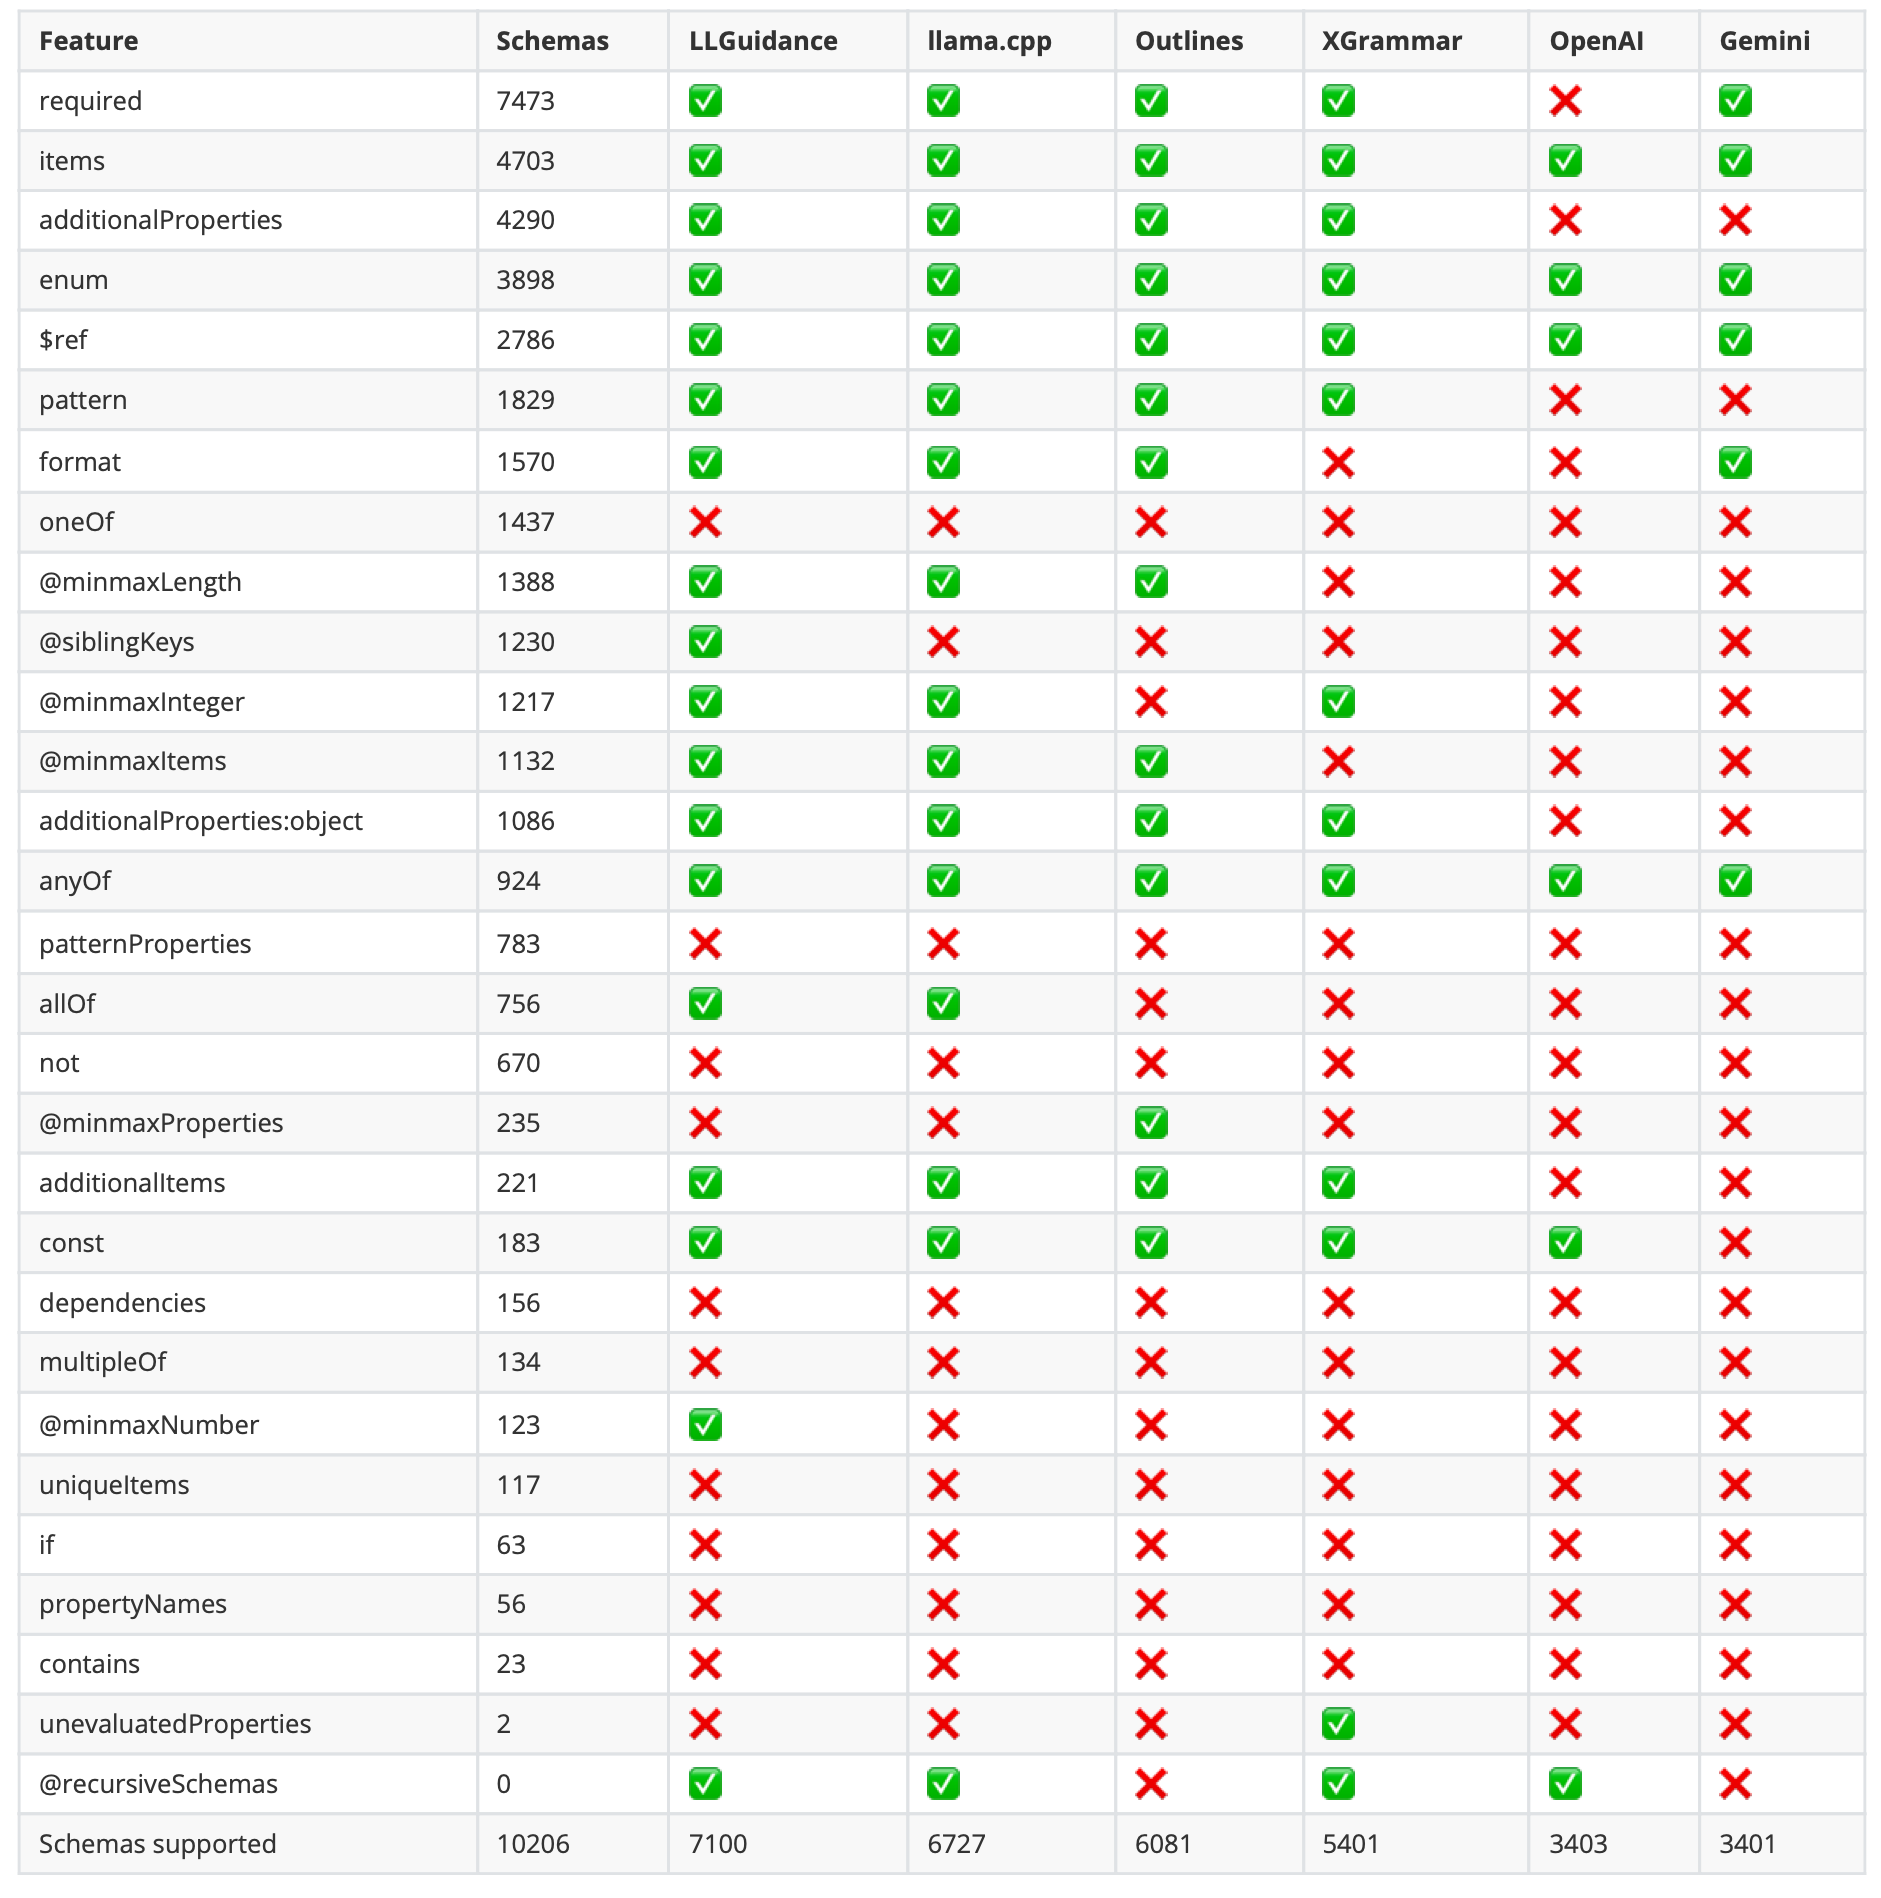 Feature Schemas LLGuidance llama.cpp Outlines XGrammar OpenAI Gemini
required 7473 ✅ ✅ ✅ ✅ ❌ ✅
items 4703 ✅ ✅ ✅ ✅ ✅ ✅
additionalProperties 4290 ✅ ✅ ✅ ✅ ❌ ❌
enum 3898 ✅ ✅ ✅ ✅ ✅ ✅
$ref 2786 ✅ ✅ ✅ ✅ ✅ ✅
pattern 1829 ✅ ✅ ✅ ✅ ❌ ❌
format 1570 ✅ ✅ ✅ ❌ ❌ ✅
oneOf 1437 ❌ ❌ ❌ ❌ ❌ ❌
@minmaxLength 1388 ✅ ✅ ✅ ❌ ❌ ❌
@siblingKeys 1230 ✅ ❌ ❌ ❌ ❌ ❌
@minmaxInteger 1217 ✅ ✅ ❌ ✅ ❌ ❌
@minmaxItems 1132 ✅ ✅ ✅ ❌ ❌ ❌
additionalProperties:object 1086 ✅ ✅ ✅ ✅ ❌ ❌
anyOf 924 ✅ ✅ ✅ ✅ ✅ ✅
patternProperties 783 ❌ ❌ ❌ ❌ ❌ ❌
allOf 756 ✅ ✅ ❌ ❌ ❌ ❌
not 670 ❌ ❌ ❌ ❌ ❌ ❌
@minmaxProperties 235 ❌ ❌ ✅ ❌ ❌ ❌
additionalItems 221 ✅ ✅ ✅ ✅ ❌ ❌
const 183 ✅ ✅ ✅ ✅ ✅ ❌
dependencies 156 ❌ ❌ ❌ ❌ ❌ ❌
multipleOf 134 ❌ ❌ ❌ ❌ ❌ ❌
@minmaxNumber 123 ✅ ❌ ❌ ❌ ❌ ❌
uniqueItems 117 ❌ ❌ ❌ ❌ ❌ ❌
if 63 ❌ ❌ ❌ ❌ ❌ ❌
propertyNames 56 ❌ ❌ ❌ ❌ ❌ ❌
contains 23 ❌ ❌ ❌ ❌ ❌ ❌
unevaluatedProperties 2 ❌ ❌ ❌ ✅ ❌ ❌
@recursiveSchemas 0 ✅ ✅ ❌ ✅ ✅ ❌
Schemas supported 10206 7100 6727 6081 5401 3403 3401